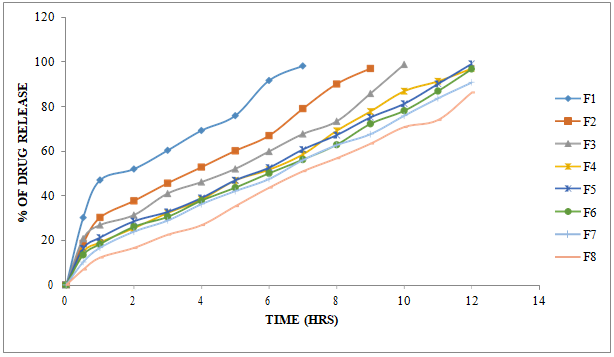 120
100
80
60
40
20
0
0 2 4 6 8 10 12 14
% OF DRUG RELEASE
TIME (HRS)
F1
F2
F3
F4
F5
F6
F7
F8